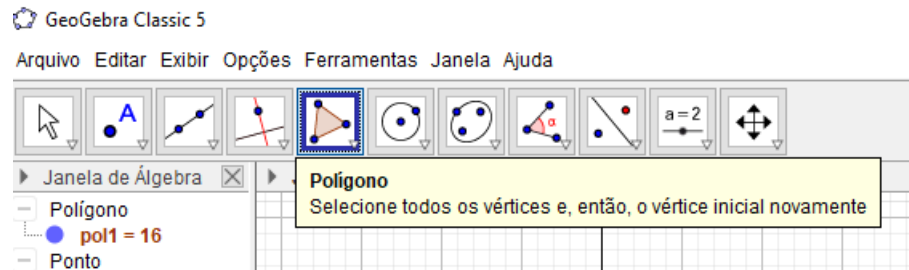 GeoGebra Classic 5
Arquivo Editar Exibir Opções Ferramentas Janela Ajuda
A
α
a=2
Janela de Álgebra
Polígono
Selecione todos os vértices e, então, o vértice inicial novamente
Polígono
pol1 = 16
Ponto